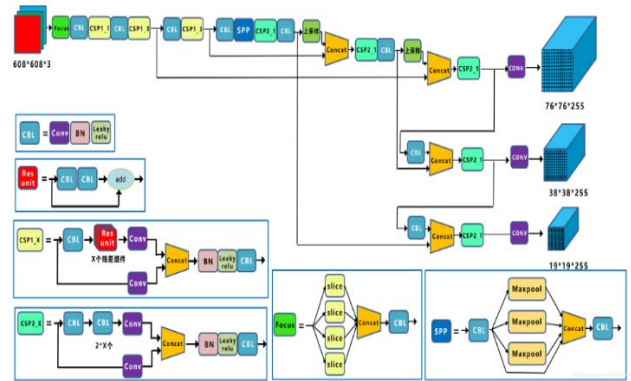 Focus CBL CSP1_1 CBL CSP1_X CBL CSP1_X CBL SPP CSP2_1 CBL 上采样 Concat CSP2_1 CBL 上采样 Concat CSP2_1 CONV
608*608*3
76*76*255
CBL = Conv BN Leaky relu
CBL Concat CSP2_1 CONV
38*38*255
Res unit = CBL CBL add
CBL Concat CSP2_1 CONV
19*19*255
CSP1_X = CBL Res unit Conv Concat BN Leaky relu CBL
X个残差组件
Conv
CSP2_X = CBL CBL Conv Concat BN Leaky relu CBL
2*X个
Conv
Focus = slice slice slice slice Concat CBL
SPP = CBL Maxpool Maxpool Maxpool Concat CBL